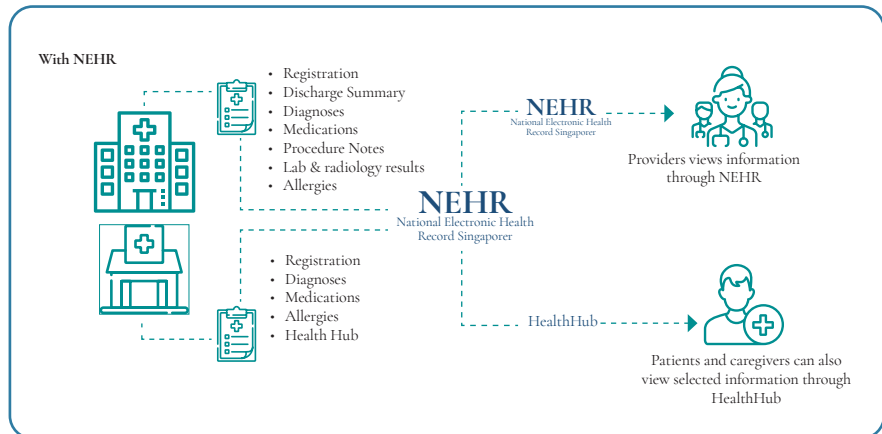 With NEHR
• Registration
• Discharge Summary
• Diagnoses
• Medications
• Procedure Notes
• Lab & radiology results
• Allergies
• Registration
• Diagnoses
• Medications
• Allergies
• Health Hub
NEHR
National Electronic Health
Record Singaporer
NEHR
National Electronic Health
Record Singaporer
Providers views information
through NEHR
HealthHub
Patients and caregivers can also
view selected information through
HealthHub